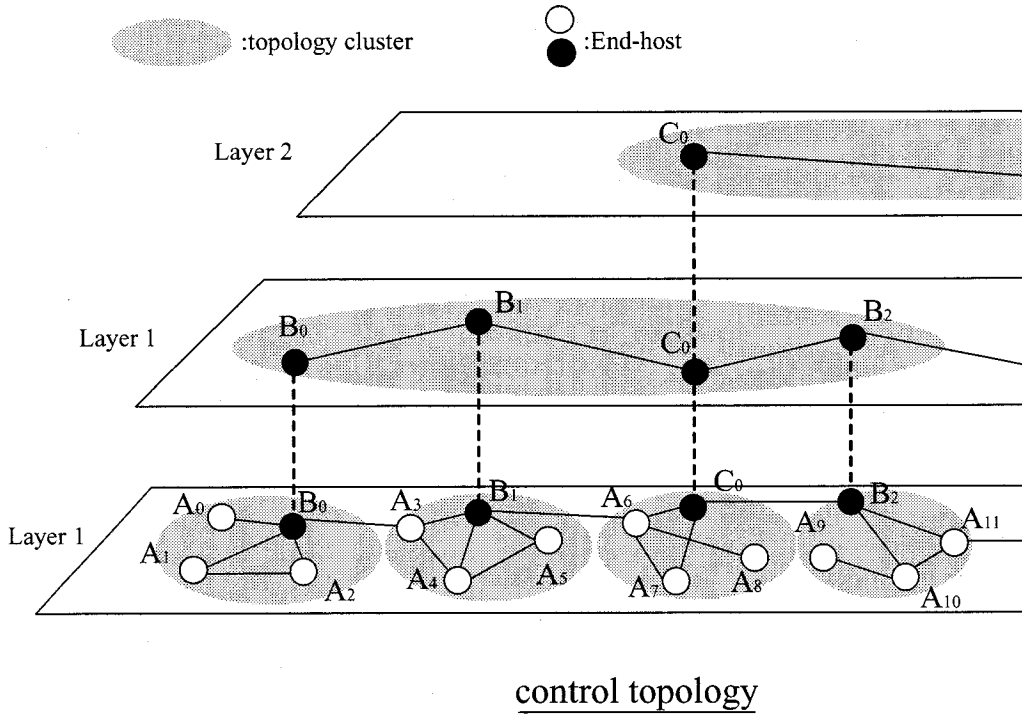 :topology cluster :End-host
Layer 2
C0
Layer 1
B0 B1 C0 B2
Layer 1
A0 B0 A3 B1 A6 C0 A9 B2 A11
A1 A2 A4 A5 A7 A8 A10
control topology